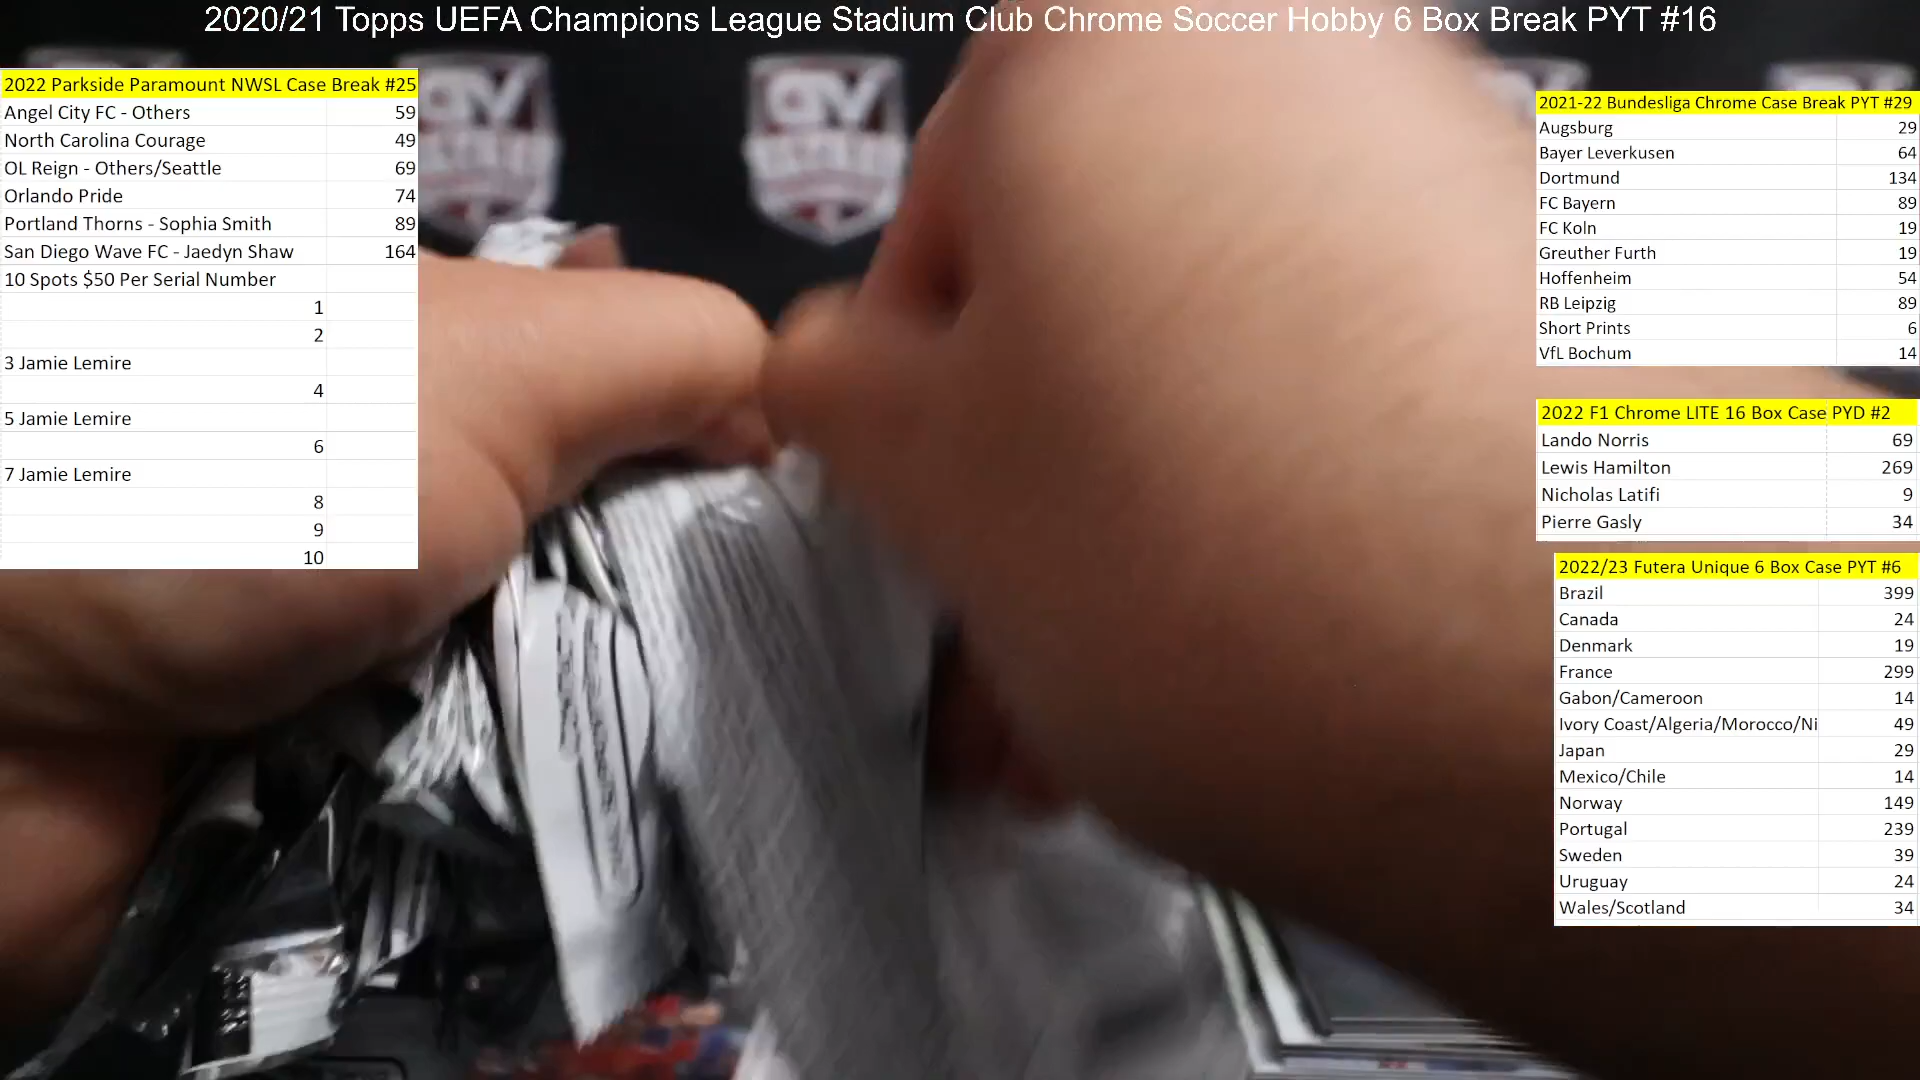 2020/21 Topps UEFA Champions League Stadium Club Chrome Soccer Hobby 6 Box Break PYT #16
2022 Parkside Paramount NWSL Case Break #25
Angel City FC - Others 59
North Carolina Courage 49
OL Reign - Others/Seattle 69
Orlando Pride 74
Portland Thorns - Sophia Smith 89
San Diego Wave FC - Jaedyn Shaw 164
10 Spots $50 Per Serial Number
1
2
3 Jamie Lemire
4
5 Jamie Lemire
6
7 Jamie Lemire
8
9
10
2021-22 Bundesliga Chrome Case Break PYT #29
Augsburg 29
Bayer Leverkusen 64
Dortmund 134
FC Bayern 89
FC Koln 19
Greuther Furth 19
Hoffenheim 54
RB Leipzig 89
Short Prints 6
VfL Bochum 14
2022 F1 Chrome LITE 16 Box Case PYD #2
Lando Norris 69
Lewis Hamilton 269
Nicholas Latifi 9
Pierre Gasly 34
2022/23 Futera Unique 6 Box Case PYT #6
Brazil 399
Canada 24
Denmark 19
France 299
Gabon/Cameroon 14
Ivory Coast/Algeria/Morocco/Ni 49
Japan 29
Mexico/Chile 14
Norway 149
Portugal 239
Sweden 39
Uruguay 24
Wales/Scotland 34